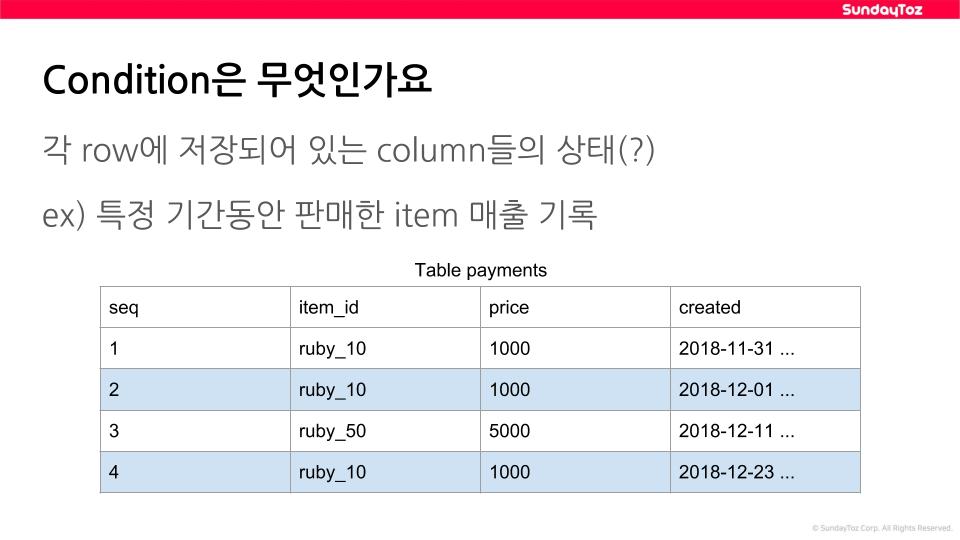 SundayToz
Condition은 무엇인가요
각 row에 저장되어 있는 column들의 상태(?)
ex) 특정 기간동안 판매한 item 매출 기록
Table payments
seq item_id price created
1 ruby_10 1000 2018-11-31 ...
2 ruby_10 1000 2018-12-01 ...
3 ruby_50 5000 2018-12-11 ...
4 ruby_10 1000 2018-12-23 ...
© SundayToz Corp. All Rights Reserved.